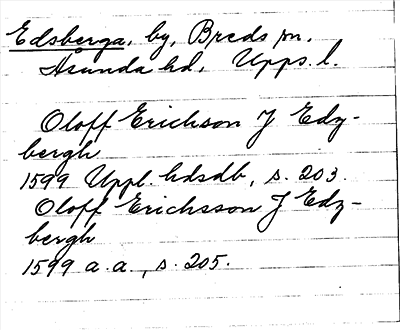 Edsberga, by, Breds sn.
Åsunda hd, Upps. l.
Oloff Erichson J Edz-
bergh
1599 Uppl. hdsdb, s. 203.
Oloff Erichsson J Edz-
bergh
1599 a.a., s. 205.